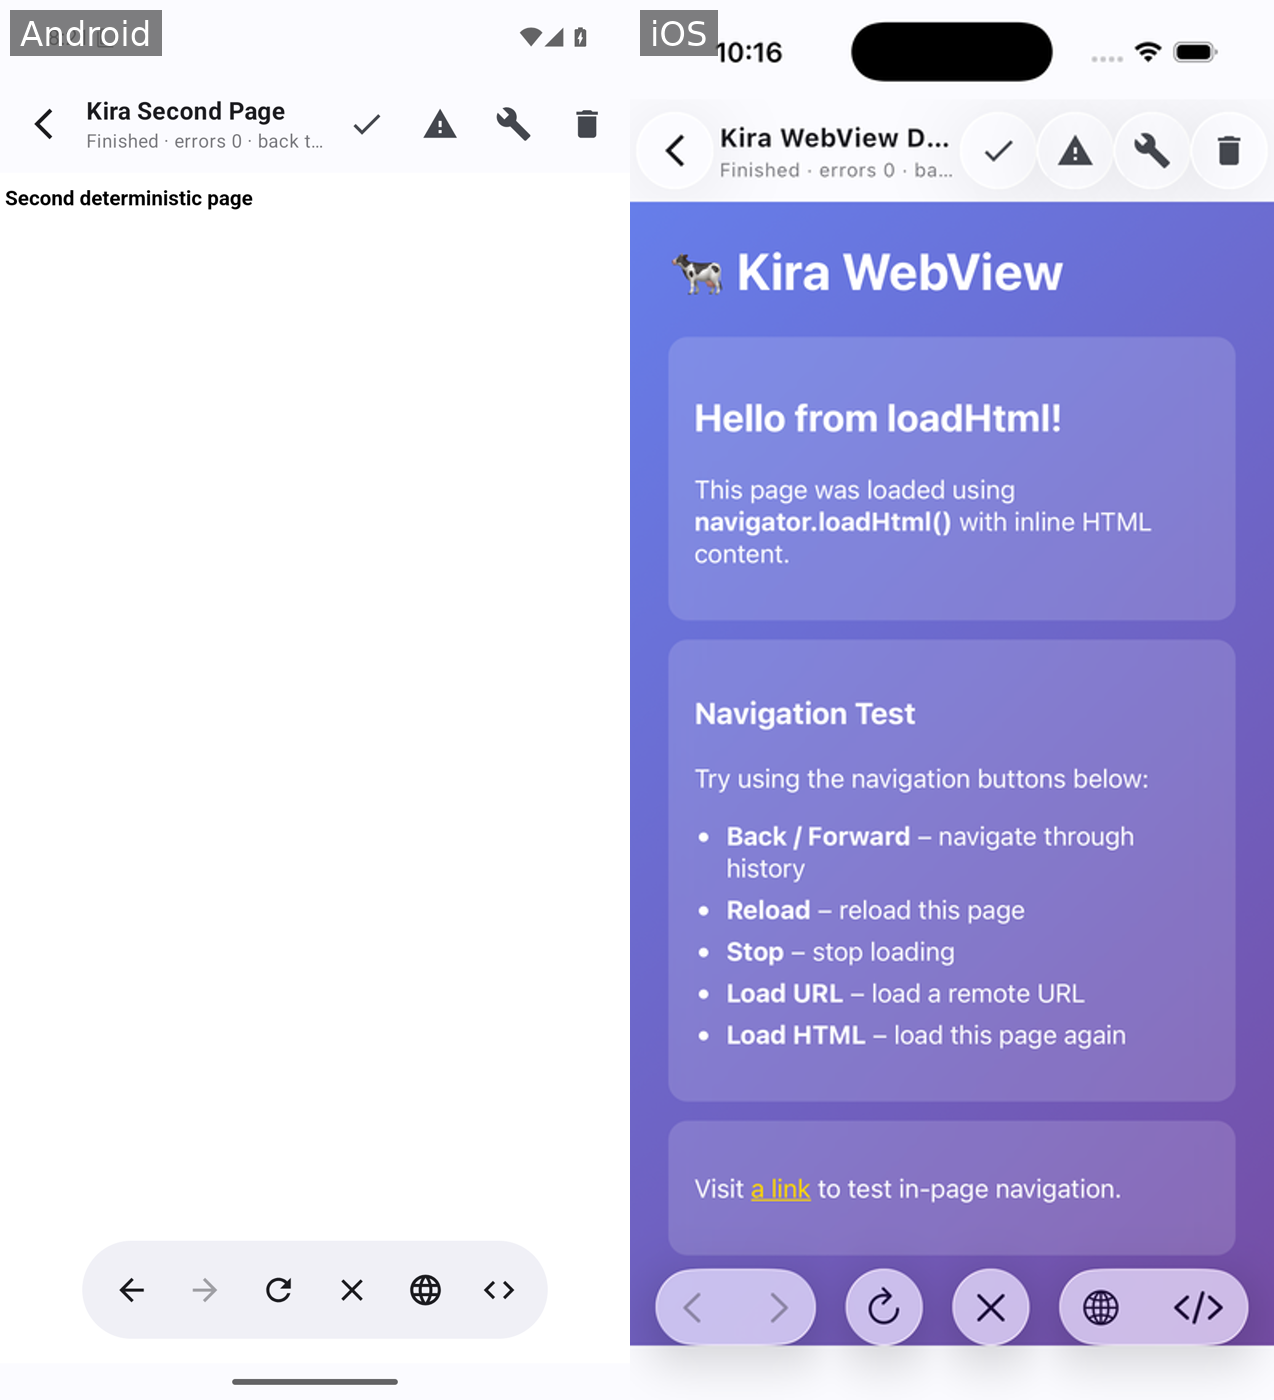 Android
Kira Second Page
Finished · errors 0 · back t...
Second deterministic page
iOS
10:16
Kira WebView D...
Finished · errors 0 · ba...
Kira WebView
Hello from loadHtml!
This page was loaded using
navigator.loadHtml() with inline HTML
content.
Navigation Test
Try using the navigation buttons below:
• Back / Forward – navigate through
history
• Reload – reload this page
• Stop – stop loading
• Load URL – load a remote URL
• Load HTML – load this page again
Visit a link to test in-page navigation.